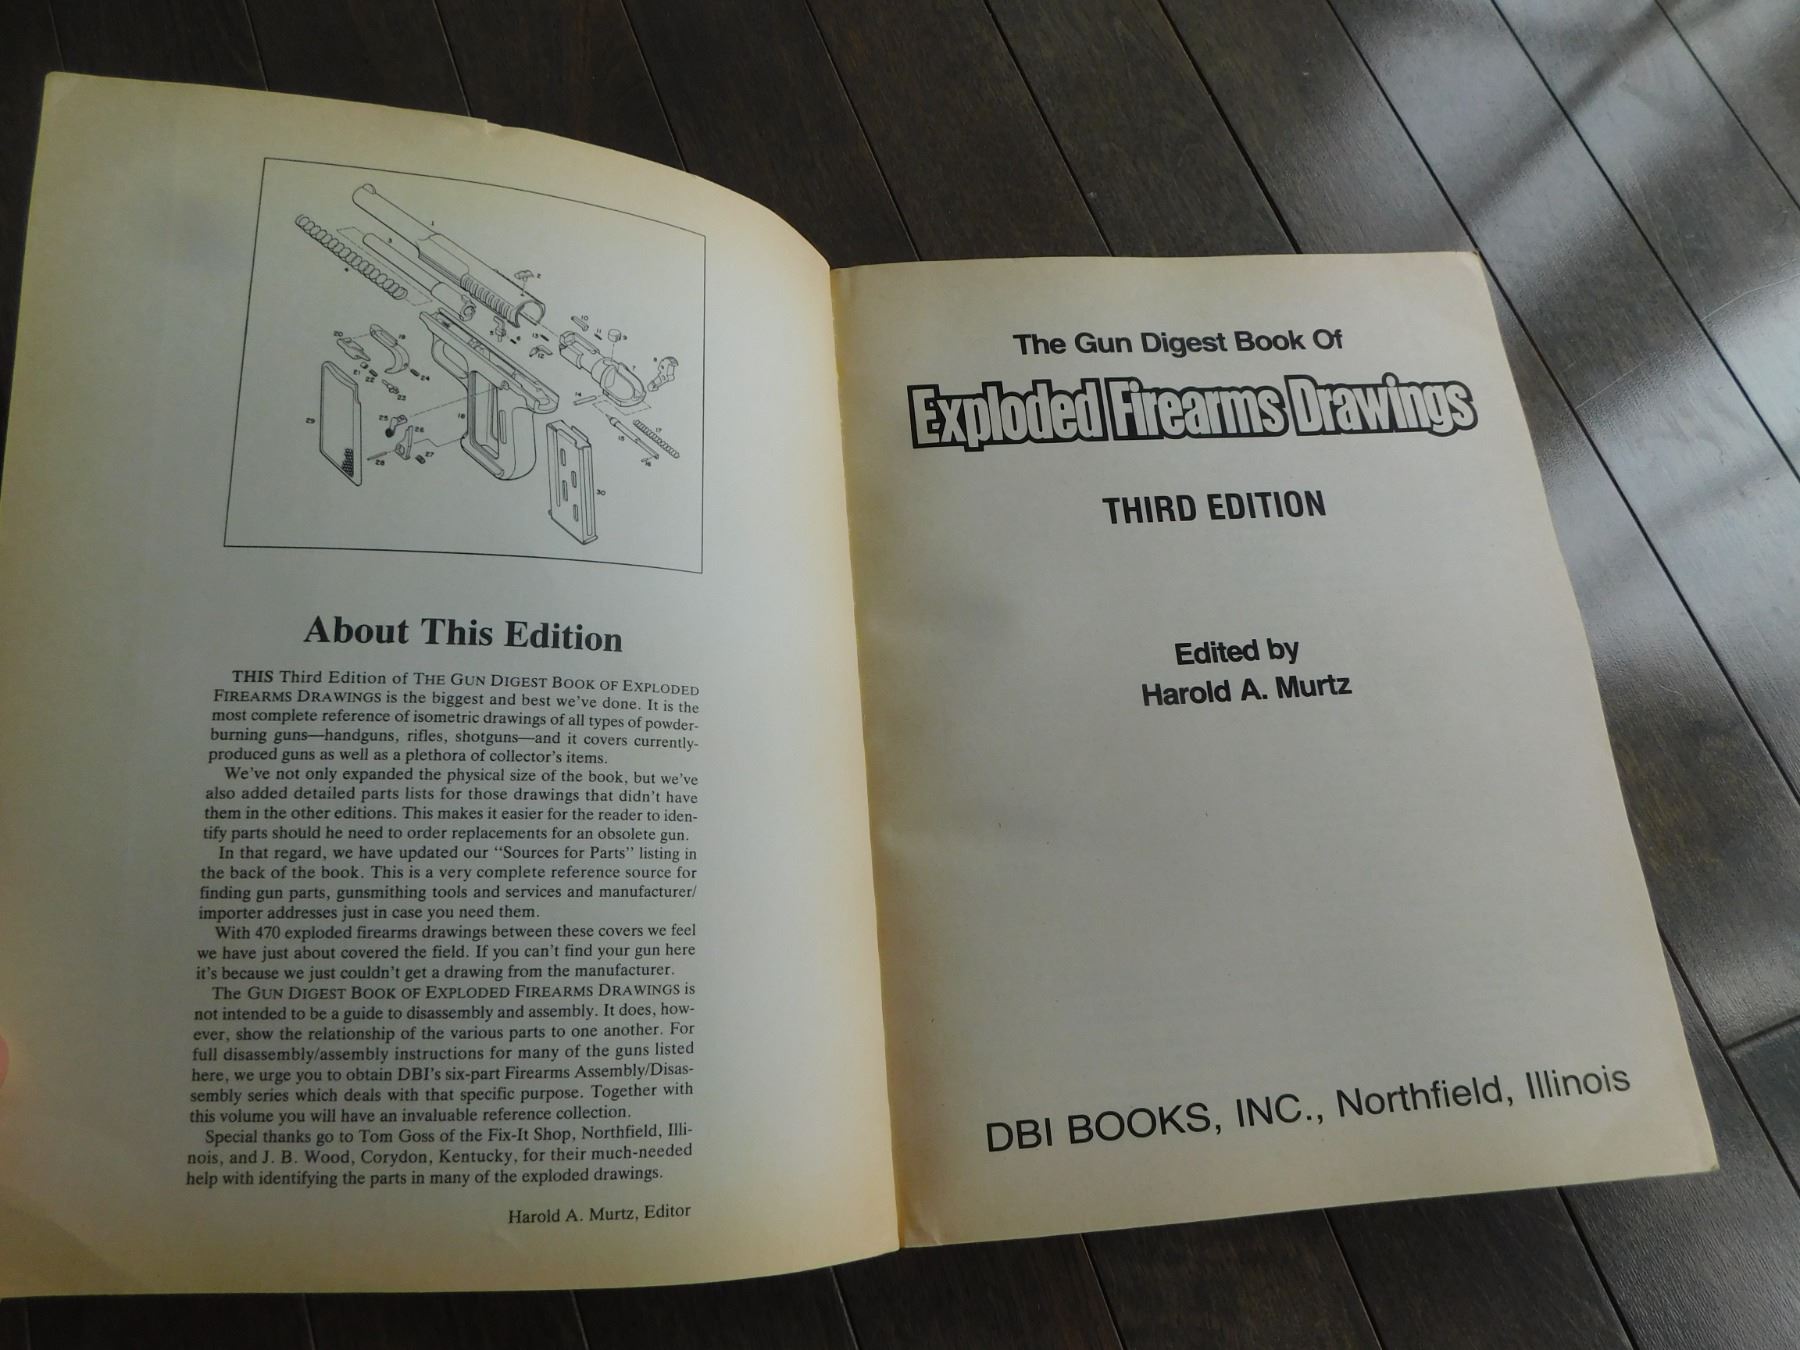 About This Edition
THIS Third Edition of THE GUN DIGEST BOOK OF EXPLODED
FIREARMS DRAWINGS is the biggest and best we've done. It is the
most complete reference of isometric drawings of all types of powder-
burning guns—handguns, rifles, shotguns—and it covers currently-
produced guns as well as a plethora of collector's items.
We've not only expanded the physical size of the book, but we've
also added detailed parts lists for those drawings that didn't have
them in the other editions. This makes it easier for the reader to iden-
tify parts should he need to order replacements for an obsolete gun.
In that regard, we have updated our “Sources for Parts” listing in
the back of the book. This is a very complete reference source for
finding gun parts, gunsmithing tools and services and manufacturer/
importer addresses just in case you need them.
With 470 exploded firearms drawings between these covers we feel
we have just about covered the field. If you can't find your gun here
it's because we just couldn't get a drawing from the manufacturer.
The GUN DIGEST BOOK OF EXPLODED FIREARMS DRAWINGS is
not intended to be a guide to disassembly and assembly. It does, how-
ever, show the relationship of the various parts to one another. For
full disassembly/assembly instructions for many of the guns listed
here, we urge you to obtain DBI's six-part Firearms Assembly/Disas-
sembly series which deals with that specific purpose. Together with
this volume you will have an invaluable reference collection.
Special thanks go to Tom Goss of the Fix-It Shop, Northfield, Illi-
nois, and J. B. Wood, Corydon, Kentucky, for their much-needed
help with identifying the parts in many of the exploded drawings.
Harold A. Murtz, Editor
The Gun Digest Book Of
Exploded Firearms Drawings
THIRD EDITION
Edited by
Harold A. Murtz
DBI BOOKS, INC., Northfield, Illinois